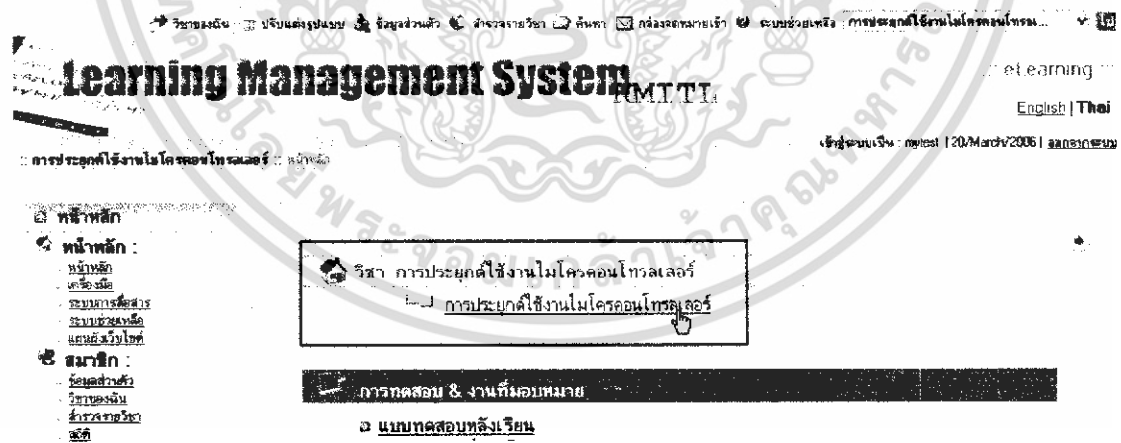 วิชาของฉัน ปรับแต่งรูปแบบ ข้อมูลส่วนตัว สำรวจรายวิชา ค้นหา กล่องจดหมายเข้า ระบบช่วยเหลือ การประยุกต์ใช้งานไมโครคอนโทรล...
Learning Management System
KMITL
eLearning
English | Thai
เข้าสู่ระบบเป็น : mytest | 20/March/2006 | ออกจากระบบ
:: การประยุกต์ใช้งานไมโครคอนโทรลเลอร์ :: หน้าหลัก
หน้าหลัก
หน้าหลัก :
หน้าหลัก
เครื่องมือ
ระบบการสื่อสาร
ระบบช่วยเหลือ
แผนผังเว็บไซต์
สมาชิก :
ข้อมูลส่วนตัว
วิชาของฉัน
สำรวจรายวิชา
สถิติ
วิชา การประยุกต์ใช้งานไมโครคอนโทรลเลอร์
การประยุกต์ใช้งานไมโครคอนโทรลเลอร์
การทดสอบ & งานที่มอบหมาย
แบบทดสอบหลังเรียน